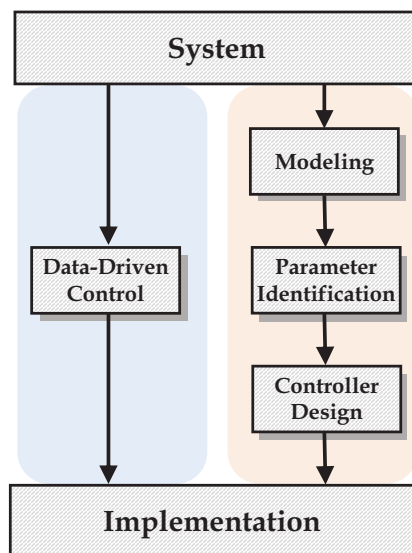 System
Modeling
Data-Driven
Control
Parameter
Identification
Controller
Design
Implementation